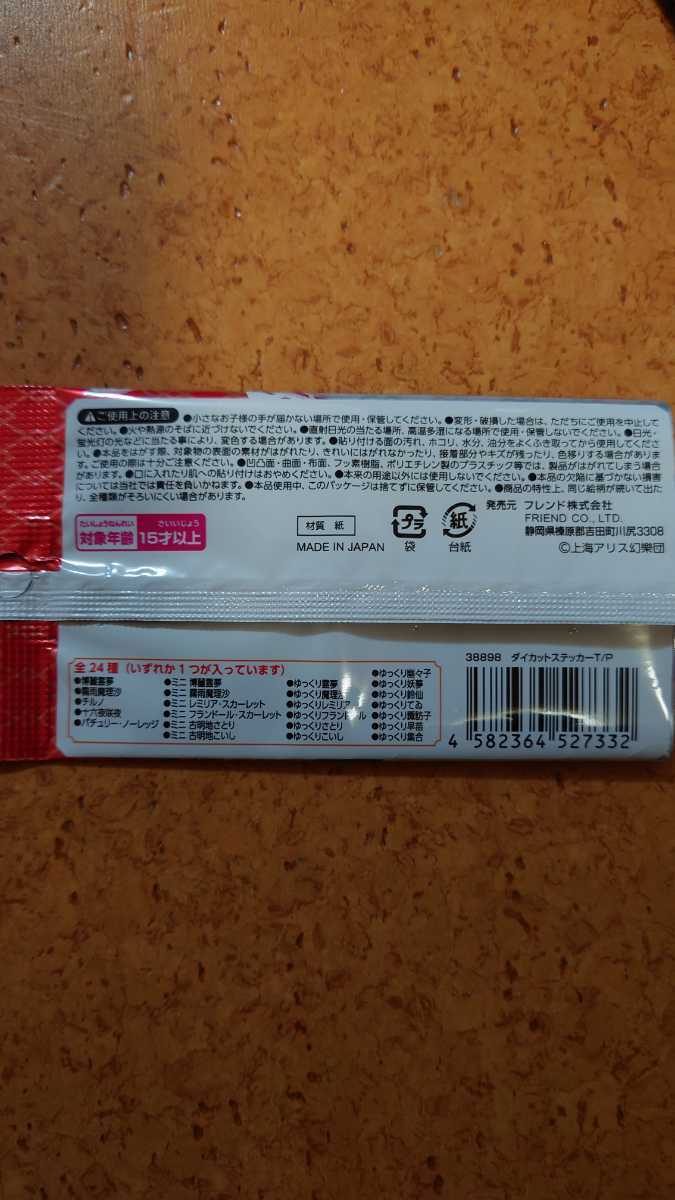 ご使用上の注意 ●小さなお子様の手が届かない場所で使用・保管してください。●変形・破損した場合は、ただちにご使用を中止して
ください。●火や熱源のそばに近づけないでください。●直射日光の当たる場所、高温多湿になる場所で使用・保管しないでください。●日光・
蛍光灯の光などに当たる事により、変色する場合があります。●貼り付ける面の汚れ、ホコリ、水分、油分をよくふき取ってから使用してくださ
い。●本品をはがす際、対象物の表面の素材がはがれたり、きれいにはがれなかったり、接着部分やキズが残ったり、色移りする場合がありま
す。ご使用の際は十分ご注意ください。●凹凸面・曲面・布面、フッ素樹脂、ポリエチレン製のプラスチック等では、製品がはがれてしまう場合
があります。●口に入れたり肌への貼り付けはおやめください。●本来の用途以外には使用しないでください。●本品の欠陥に基づかない損害
については当社では責任を負いかねます。●本品使用中、このパッケージは捨てずに保管してください。●商品の特性上、同じ絵柄が続いて出た
り、全種類がそろいにくい場合があります。
たいしょうねんれい さいいじょう
対象年齢 15才以上
材質 紙
MADE IN JAPAN
プラ
袋
紙
台紙
発売元 フレンド株式会社
FRIEND CO., LTD.
静岡県榛原郡吉田町川尻3308
©上海アリス幻樂団
全24種(いずれか1つが入っています)
●博麗霊夢
●霧雨魔理沙
●チルノ
●十六夜咲夜
●パチュリー・ノーレッジ
●ミニ 博麗霊夢
●ミニ 霧雨魔理沙
●ミニ レミリア・スカーレット
●ミニ フランドール・スカーレット
●ミニ 古明地さとり
●ミニ 古明地こいし
●ゆっくり霊夢
●ゆっくり魔理沙
●ゆっくりレミリア
●ゆっくりフランドール
●ゆっくりさとり
●ゆっくりこいし
●ゆっくり幽々子
●ゆっくり妖夢
●ゆっくり鈴仙
●ゆっくりてゐ
●ゆっくり諏訪子
●ゆっくり早苗
●ゆっくり集合
38898 ダイカットステッカーT/P
4 582364 527332